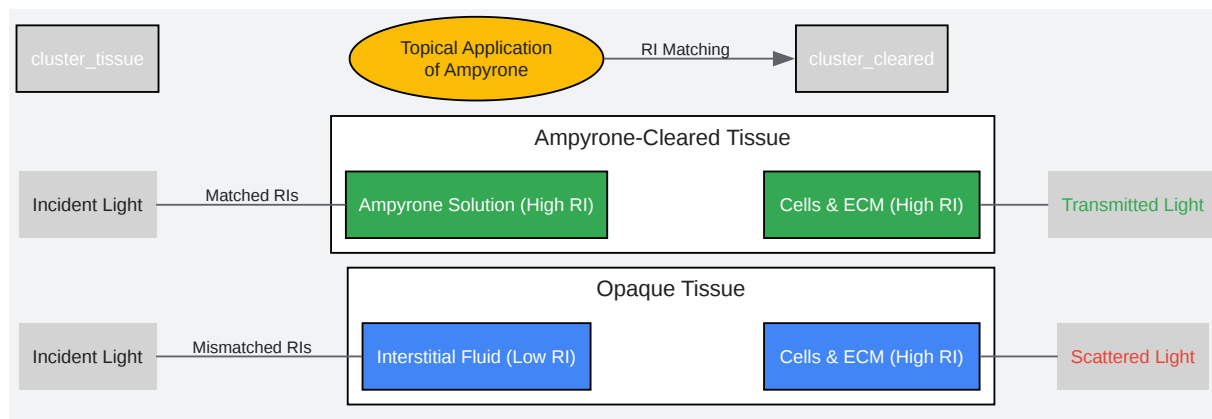 cluster_tissue
Topical Application
of Ampyrone
RI Matching
cluster_cleared
Ampyrone-Cleared Tissue
Incident Light
Matched RIs
Ampyrone Solution (High RI)
Cells & ECM (High RI)
Transmitted Light
Opaque Tissue
Incident Light
Mismatched RIs
Interstitial Fluid (Low RI)
Cells & ECM (High RI)
Scattered Light